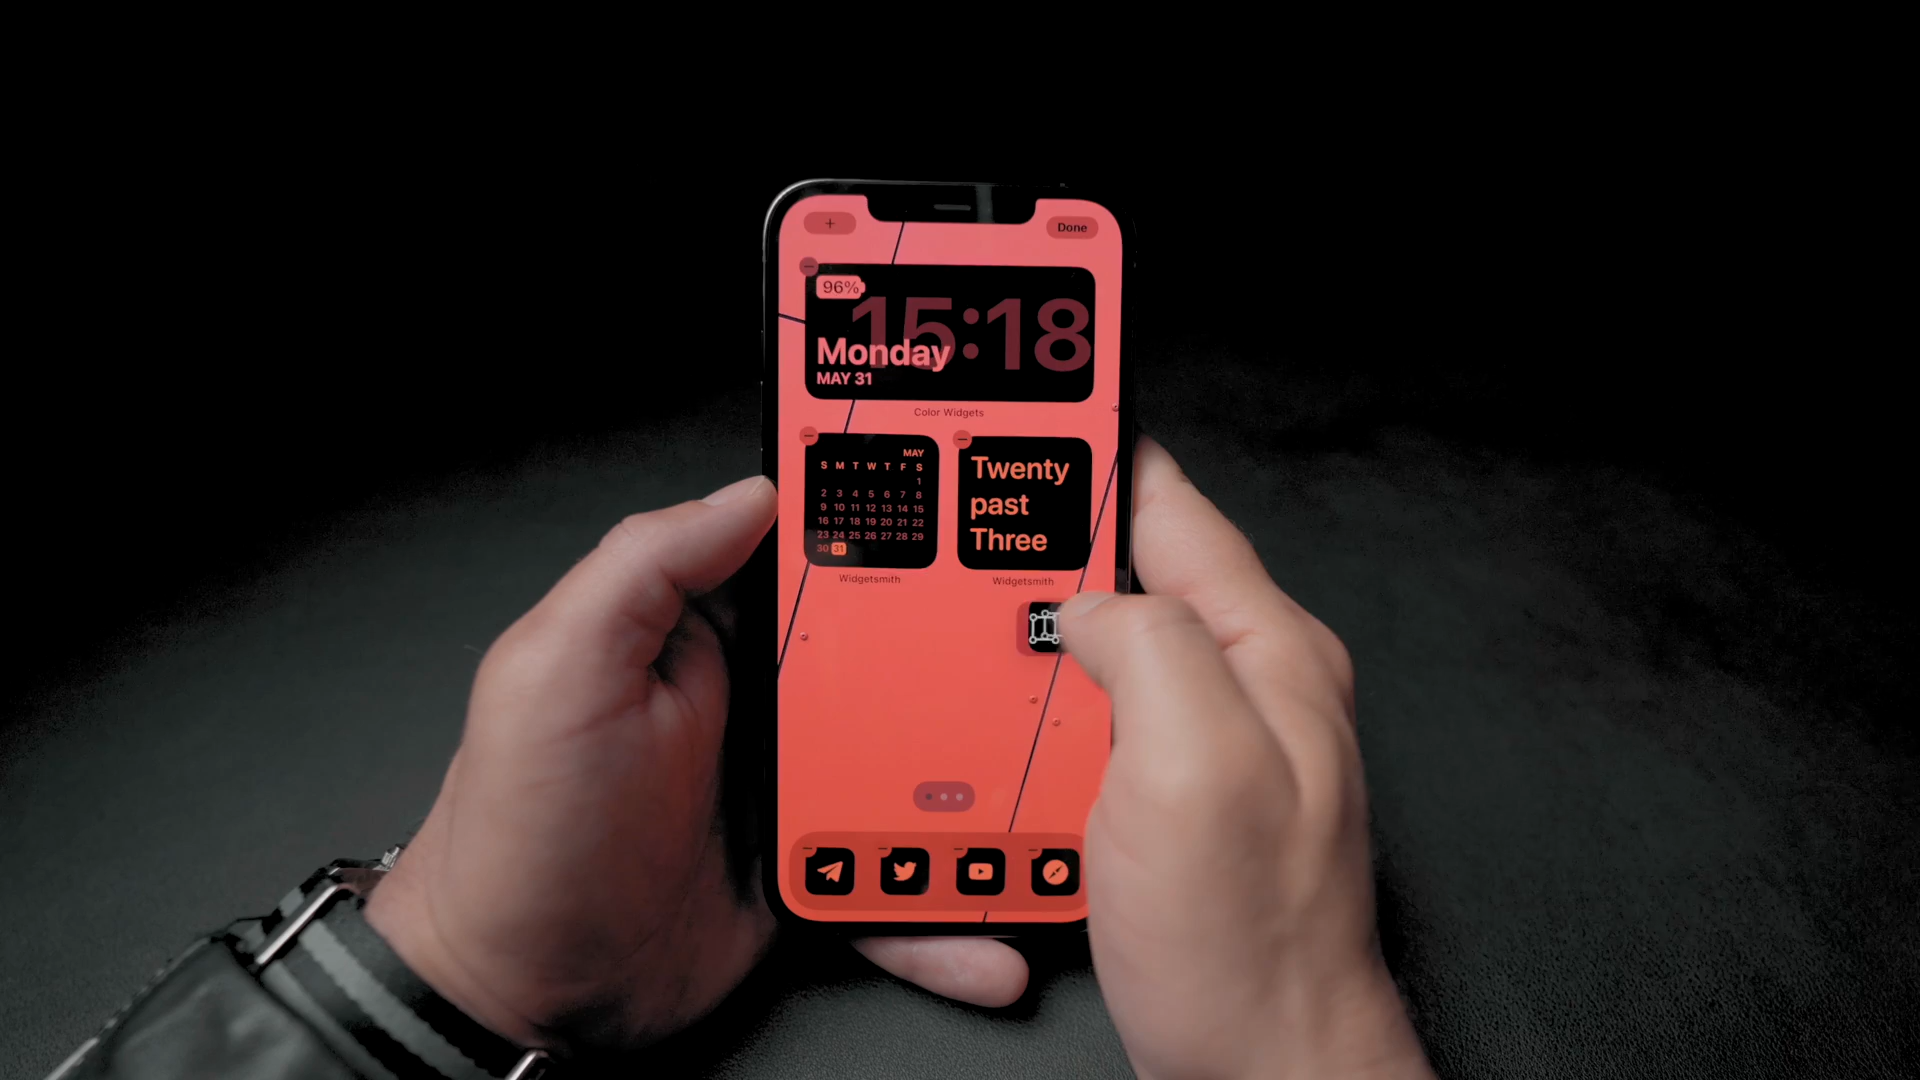 +
Done
96%
15:18
Monday
MAY 31
Color Widgets
MAY
S M T W T F S
1
2 3 4 5 6 7 8
9 10 11 12 13 14 15
16 17 18 19 20 21 22
23 24 25 26 27 28 29
30 31
Widgetsmith
Twenty
past
Three
Widgetsmith